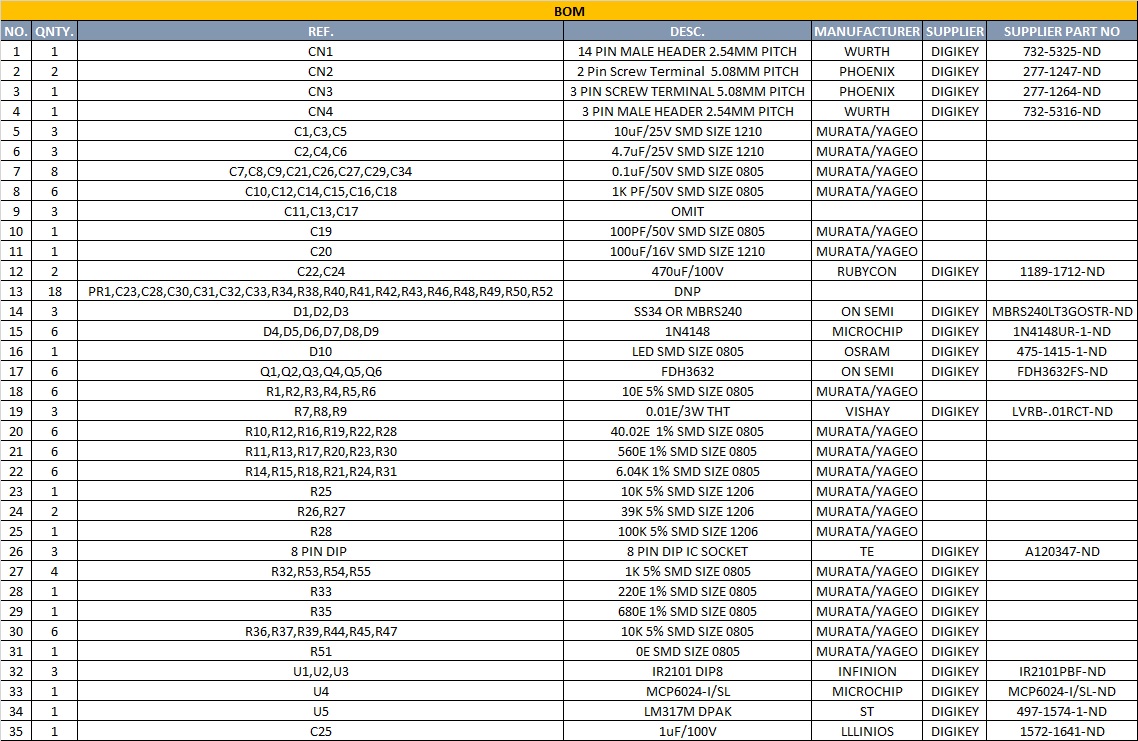 BOM
NO. QNTY. REF. DESC. MANUFACTURER SUPPLIER SUPPLIER PART NO
1 1 CN1 14 PIN MALE HEADER 2.54MM PITCH WURTH DIGIKEY 732-5325-ND
2 2 CN2 2 Pin Screw Terminal 5.08MM PITCH PHOENIX DIGIKEY 277-1247-ND
3 1 CN3 3 PIN SCREW TERMINAL 5.08MM PITCH PHOENIX DIGIKEY 277-1264-ND
4 1 CN4 3 PIN MALE HEADER 2.54MM PITCH WURTH DIGIKEY 732-5316-ND
5 3 C1,C3,C5 10uF/25V SMD SIZE 1210 MURATA/YAGEO
6 3 C2,C4,C6 4.7uF/25V SMD SIZE 1210 MURATA/YAGEO
7 8 C7,C8,C9,C21,C26,C27,C29,C34 0.1uF/50V SMD SIZE 0805 MURATA/YAGEO
8 6 C10,C12,C14,C15,C16,C18 1K PF/50V SMD SIZE 0805 MURATA/YAGEO
9 3 C11,C13,C17 OMIT
10 1 C19 100PF/50V SMD SIZE 0805 MURATA/YAGEO
11 1 C20 100uF/16V SMD SIZE 1210 MURATA/YAGEO
12 2 C22,C24 470uF/100V RUBYCON DIGIKEY 1189-1712-ND
13 18 PR1,C23,C28,C30,C31,C32,C33,R34,R38,R40,R41,R42,R43,R46,R48,R49,R50,R52 DNP
14 3 D1,D2,D3 SS34 OR MBRS240 ON SEMI DIGIKEY MBRS240LT3GOSTR-ND
15 6 D4,D5,D6,D7,D8,D9 1N4148 MICROCHIP DIGIKEY 1N4148UR-1-ND
16 1 D10 LED SMD SIZE 0805 OSRAM DIGIKEY 475-1415-1-ND
17 6 Q1,Q2,Q3,Q4,Q5,Q6 FDH3632 ON SEMI DIGIKEY FDH3632FS-ND
18 6 R1,R2,R3,R4,R5,R6 10E 5% SMD SIZE 0805 MURATA/YAGEO
19 3 R7,R8,R9 0.01E/3W THT VISHAY DIGIKEY LVRB-.01RCT-ND
20 6 R10,R12,R16,R19,R22,R28 40.02E 1% SMD SIZE 0805 MURATA/YAGEO
21 6 R11,R13,R17,R20,R23,R30 560E 1% SMD SIZE 0805 MURATA/YAGEO
22 6 R14,R15,R18,R21,R24,R31 6.04K 1% SMD SIZE 0805 MURATA/YAGEO
23 1 R25 10K 5% SMD SIZE 1206 MURATA/YAGEO
24 2 R26,R27 39K 5% SMD SIZE 1206 MURATA/YAGEO
25 1 R28 100K 5% SMD SIZE 1206 MURATA/YAGEO
26 3 8 PIN DIP 8 PIN DIP IC SOCKET TE DIGIKEY A120347-ND
27 4 R32,R53,R54,R55 1K 5% SMD SIZE 0805 MURATA/YAGEO DIGIKEY
28 1 R33 220E 1% SMD SIZE 0805 MURATA/YAGEO DIGIKEY
29 1 R35 680E 1% SMD SIZE 0805 MURATA/YAGEO DIGIKEY
30 6 R36,R37,R39,R44,R45,R47 10K 5% SMD SIZE 0805 MURATA/YAGEO DIGIKEY
31 1 R51 0E SMD SIZE 0805 MURATA/YAGEO DIGIKEY
32 3 U1,U2,U3 IR2101 DIP8 INFINION DIGIKEY IR2101PBF-ND
33 1 U4 MCP6024-I/SL MICROCHIP DIGIKEY MCP6024-I/SL-ND
34 1 U5 LM317M DPAK ST DIGIKEY 497-1574-1-ND
35 1 C25 1uF/100V LLLINIOS DIGIKEY 1572-1641-ND